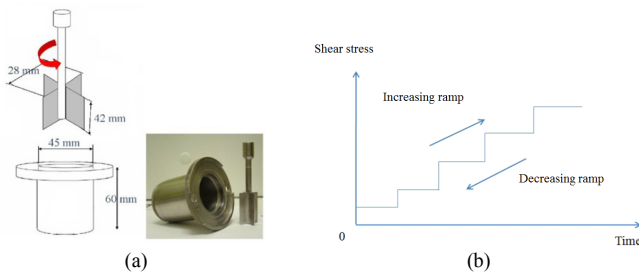 28 mm
42 mm
45 mm
60 mm
(a)
Shear stress
Increasing ramp
Decreasing ramp
0
Time
(b)